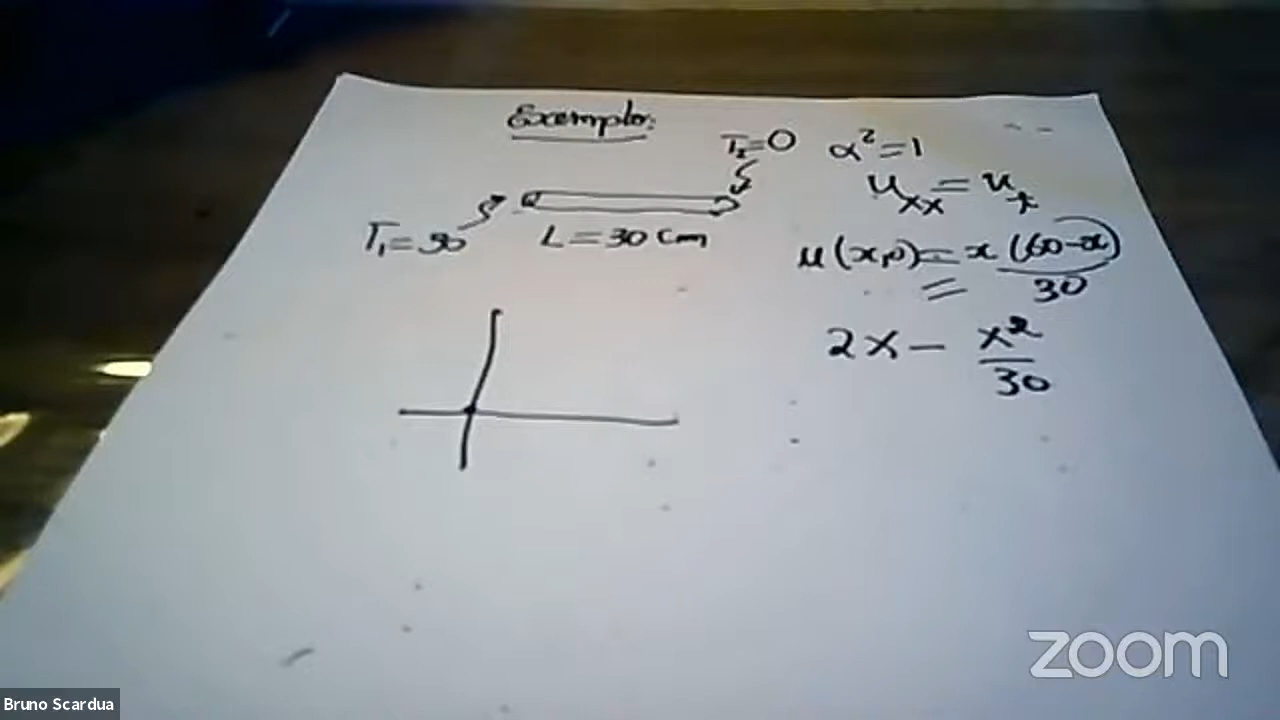 Exemplo:
T₂=0 α²=1
u_xx = u_t
T₁=30 L=30 cm
u(x,0)= x (60-x)/30
2x - x²/30
zoom
Bruno Scardua